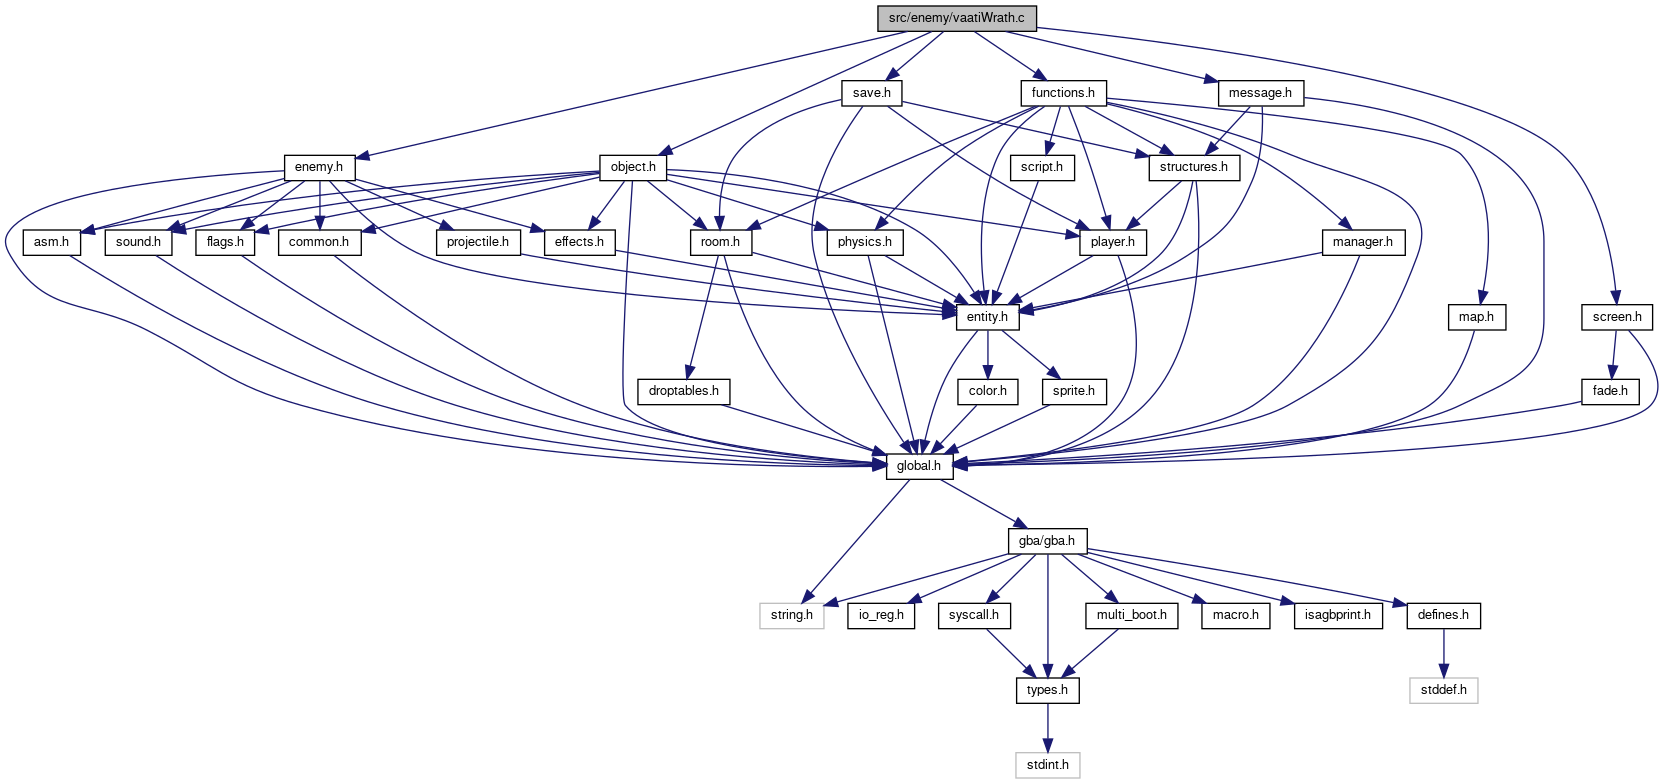 src/enemy/vaatiWrath.c
save.h
functions.h
message.h
enemy.h
object.h
script.h
structures.h
asm.h
sound.h
flags.h
common.h
projectile.h
effects.h
room.h
physics.h
player.h
manager.h
entity.h
map.h
screen.h
droptables.h
color.h
sprite.h
fade.h
global.h
gba/gba.h
string.h
io_reg.h
syscall.h
multi_boot.h
macro.h
isagbprint.h
defines.h
types.h
stddef.h
stdint.h